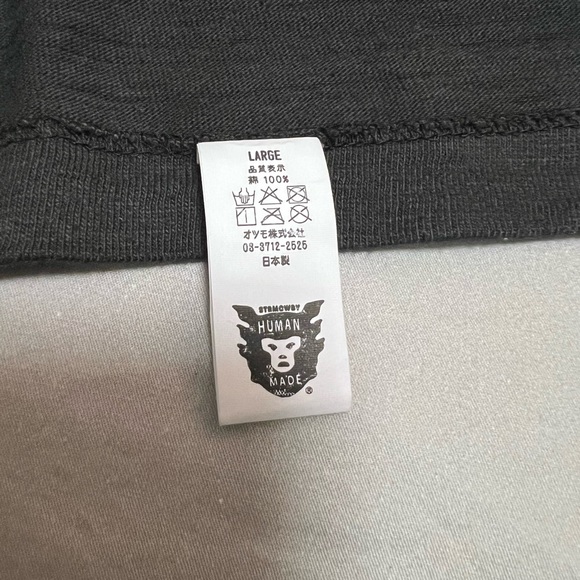 LARGE
品質表示
綿 100%
オツモ株式会社
03-3712-2525
日本製
STRMCWBY
HUMAN
MADE
®